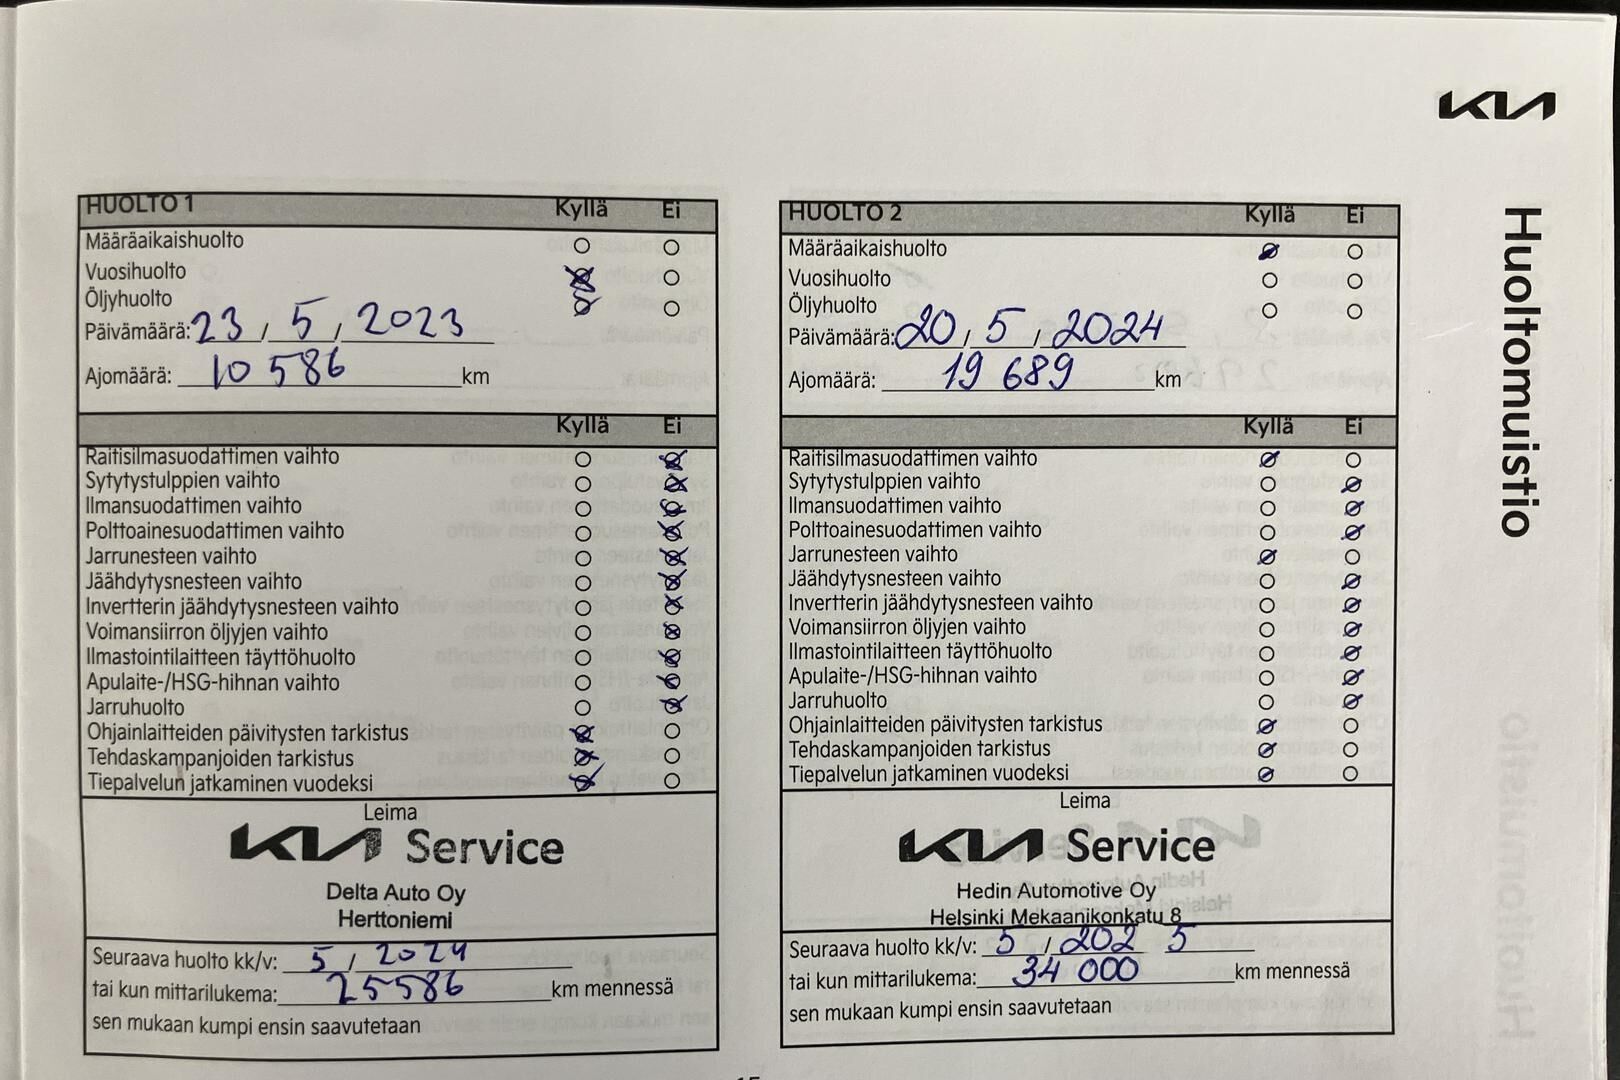 KIA
Huoltomuistio
HUOLTO 1 Kyllä Ei
Määräaikaishuolto
Vuosihuolto
Öljyhuolto
Päivämäärä: 23 / 5 / 2023
Ajomäärä: 10 586 km
Kyllä Ei
Raitisilmasuodattimen vaihto
Sytytystulppien vaihto
Ilmansuodattimen vaihto
Polttoainesuodattimen vaihto
Jarrunesteen vaihto
Jäähdytysnesteen vaihto
Invertterin jäähdytysnesteen vaihto
Voimansiirron öljyjen vaihto
Ilmastointilaitteen täyttöhuolto
Apulaite-/HSG-hihnan vaihto
Jarruhuolto
Ohjainlaitteiden päivitysten tarkistus
Tehdaskampanjoiden tarkistus
Tiepalvelun jatkaminen vuodeksi
Leima
KIA Service
Delta Auto Oy
Herttoniemi
Seuraava huolto kk/v: 5 / 2024
tai kun mittarilukema: 25586 km mennessä
sen mukaan kumpi ensin saavutetaan
HUOLTO 2 Kyllä Ei
Määräaikaishuolto
Vuosihuolto
Öljyhuolto
Päivämäärä: 20 / 5 / 2024
Ajomäärä: 19 689 km
Kyllä Ei
Raitisilmasuodattimen vaihto
Sytytystulppien vaihto
Ilmansuodattimen vaihto
Polttoainesuodattimen vaihto
Jarrunesteen vaihto
Jäähdytysnesteen vaihto
Invertterin jäähdytysnesteen vaihto
Voimansiirron öljyjen vaihto
Ilmastointilaitteen täyttöhuolto
Apulaite-/HSG-hihnan vaihto
Jarruhuolto
Ohjainlaitteiden päivitysten tarkistus
Tehdaskampanjoiden tarkistus
Tiepalvelun jatkaminen vuodeksi
Leima
KIA Service
Hedin Automotive Oy
Helsinki Mekaanikonkatu 8
Seuraava huolto kk/v: 5 / 202 5
tai kun mittarilukema: 34 000 km mennessä
sen mukaan kumpi ensin saavutetaan